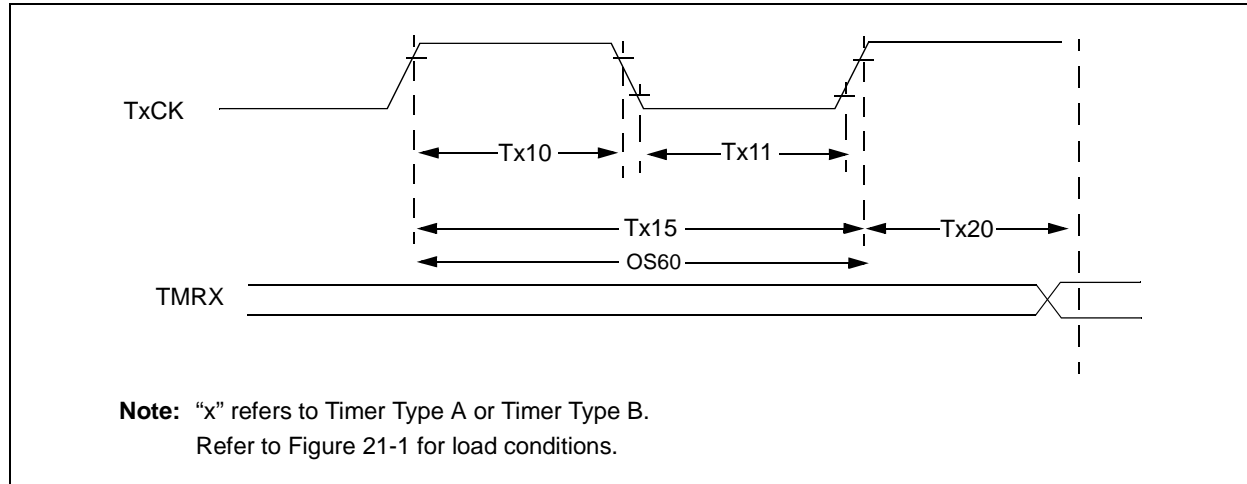 TxCK
Tx10
Tx11
Tx15
Tx20
OS60
TMRX
Note: “x” refers to Timer Type A or Timer Type B.
Refer to Figure 21-1 for load conditions.